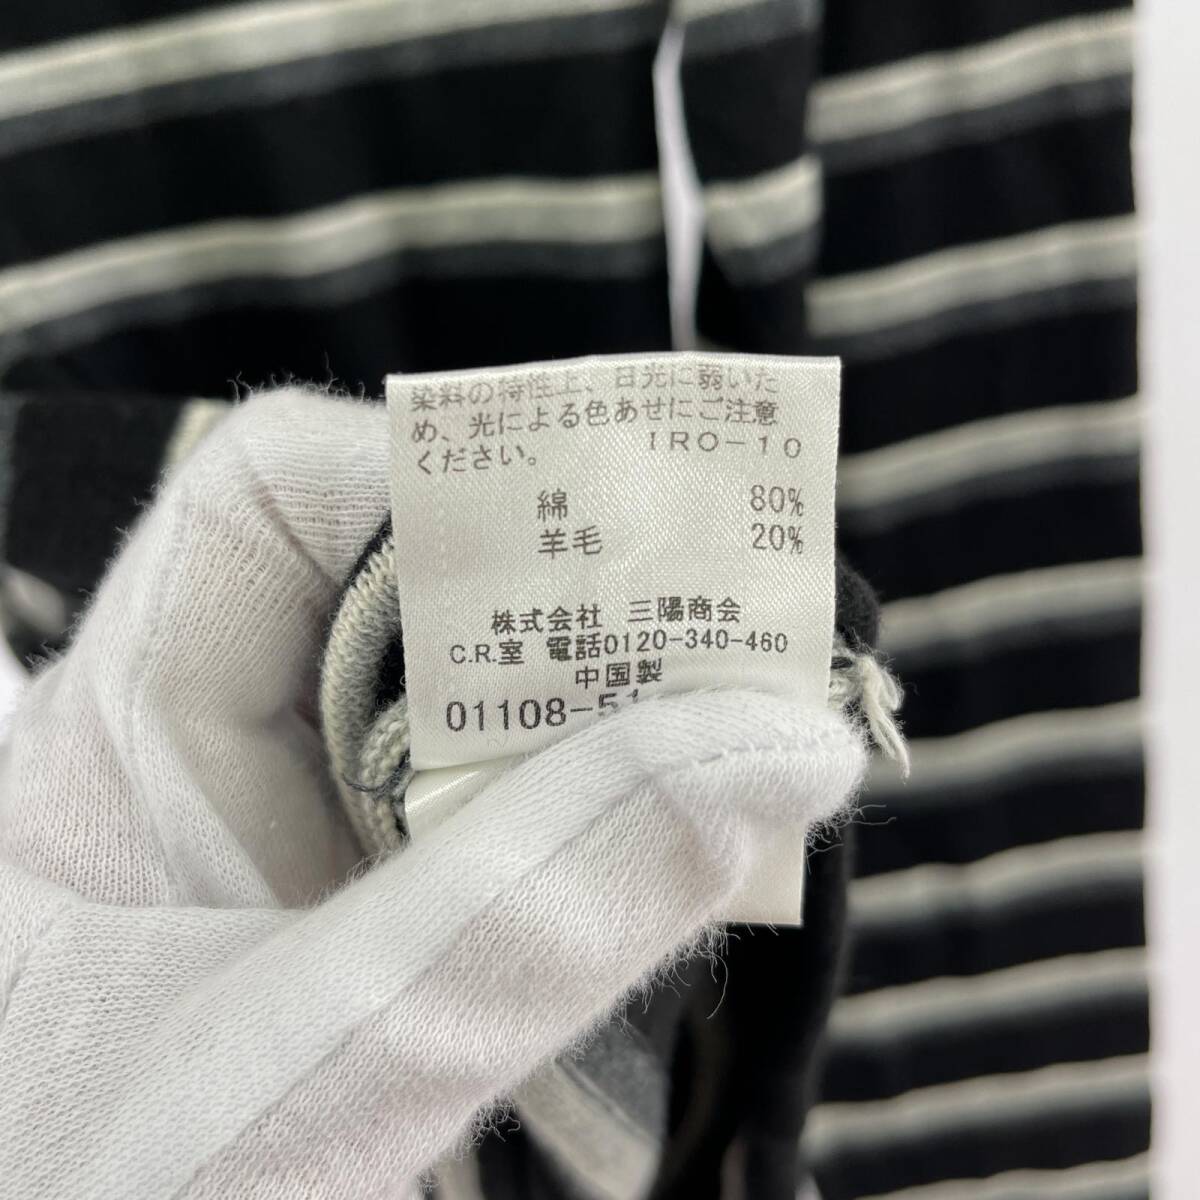 染料の特性上、日光に弱いた
め、光による色あせにご注意
ください。 IRO-10
綿 80%
羊毛 20%
株式会社 三陽商会
C.R.室 電話0120-340-460
中国製
01108-51